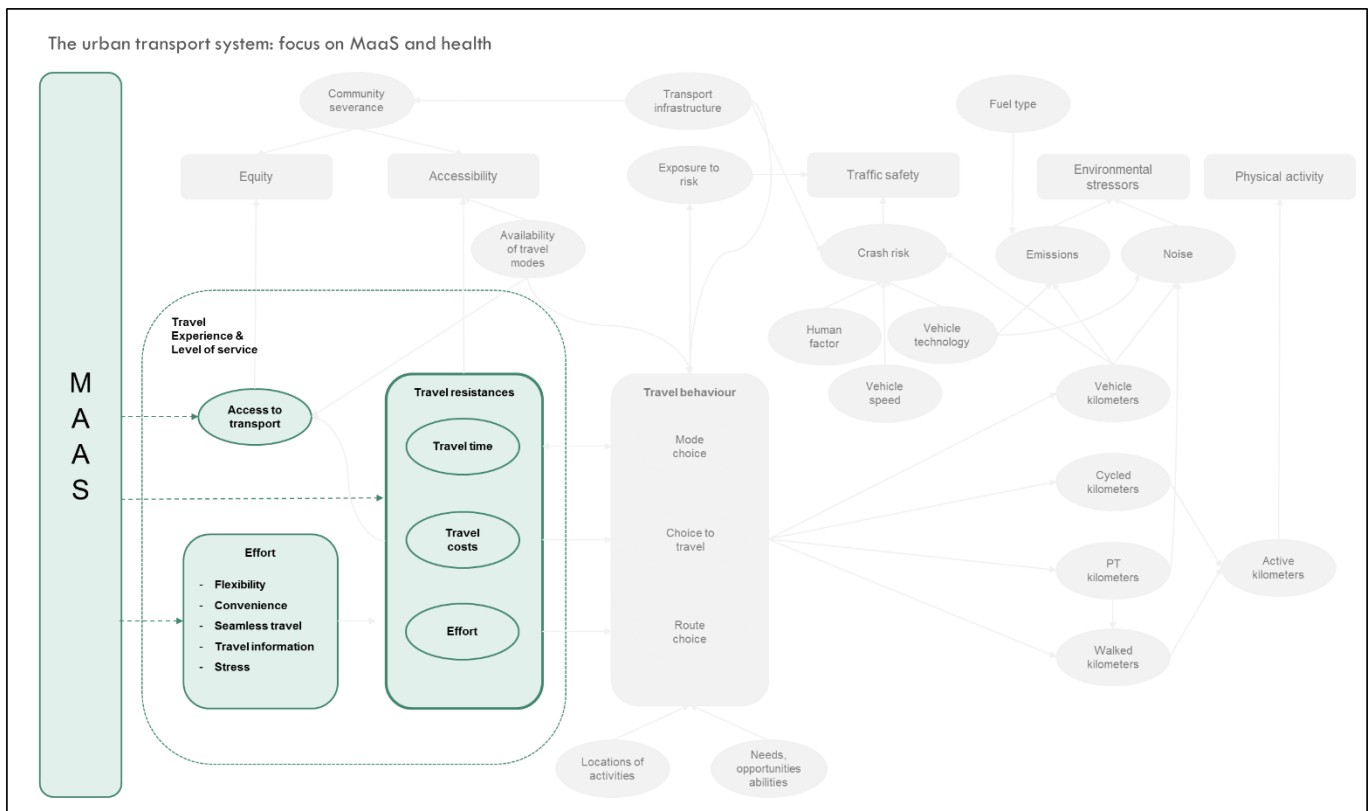 The urban transport system: focus on MaaS and health
Community
severance
Transport
infrastructure
Fuel type
Equity
Accessibility
Exposure to
risk
Traffic safety
Environmental
stressors
Physical activity
Availability
of travel
modes
Crash risk
Emissions
Noise
Travel
Experience &
Level of service
Human
factor
Vehicle
technology
M
A
A
S
Access to
transport
Travel resistances
Travel time
Travel
costs
Effort
Travel behaviour
Mode
choice
Choice to
travel
Route
choice
Vehicle
speed
Vehicle
kilometers
Cycled
kilometers
PT
kilometers
Walked
kilometers
Active
kilometers
Effort
- Flexibility
- Convenience
- Seamless travel
- Travel information
- Stress
Locations of
activities
Needs,
opportunities
abilities